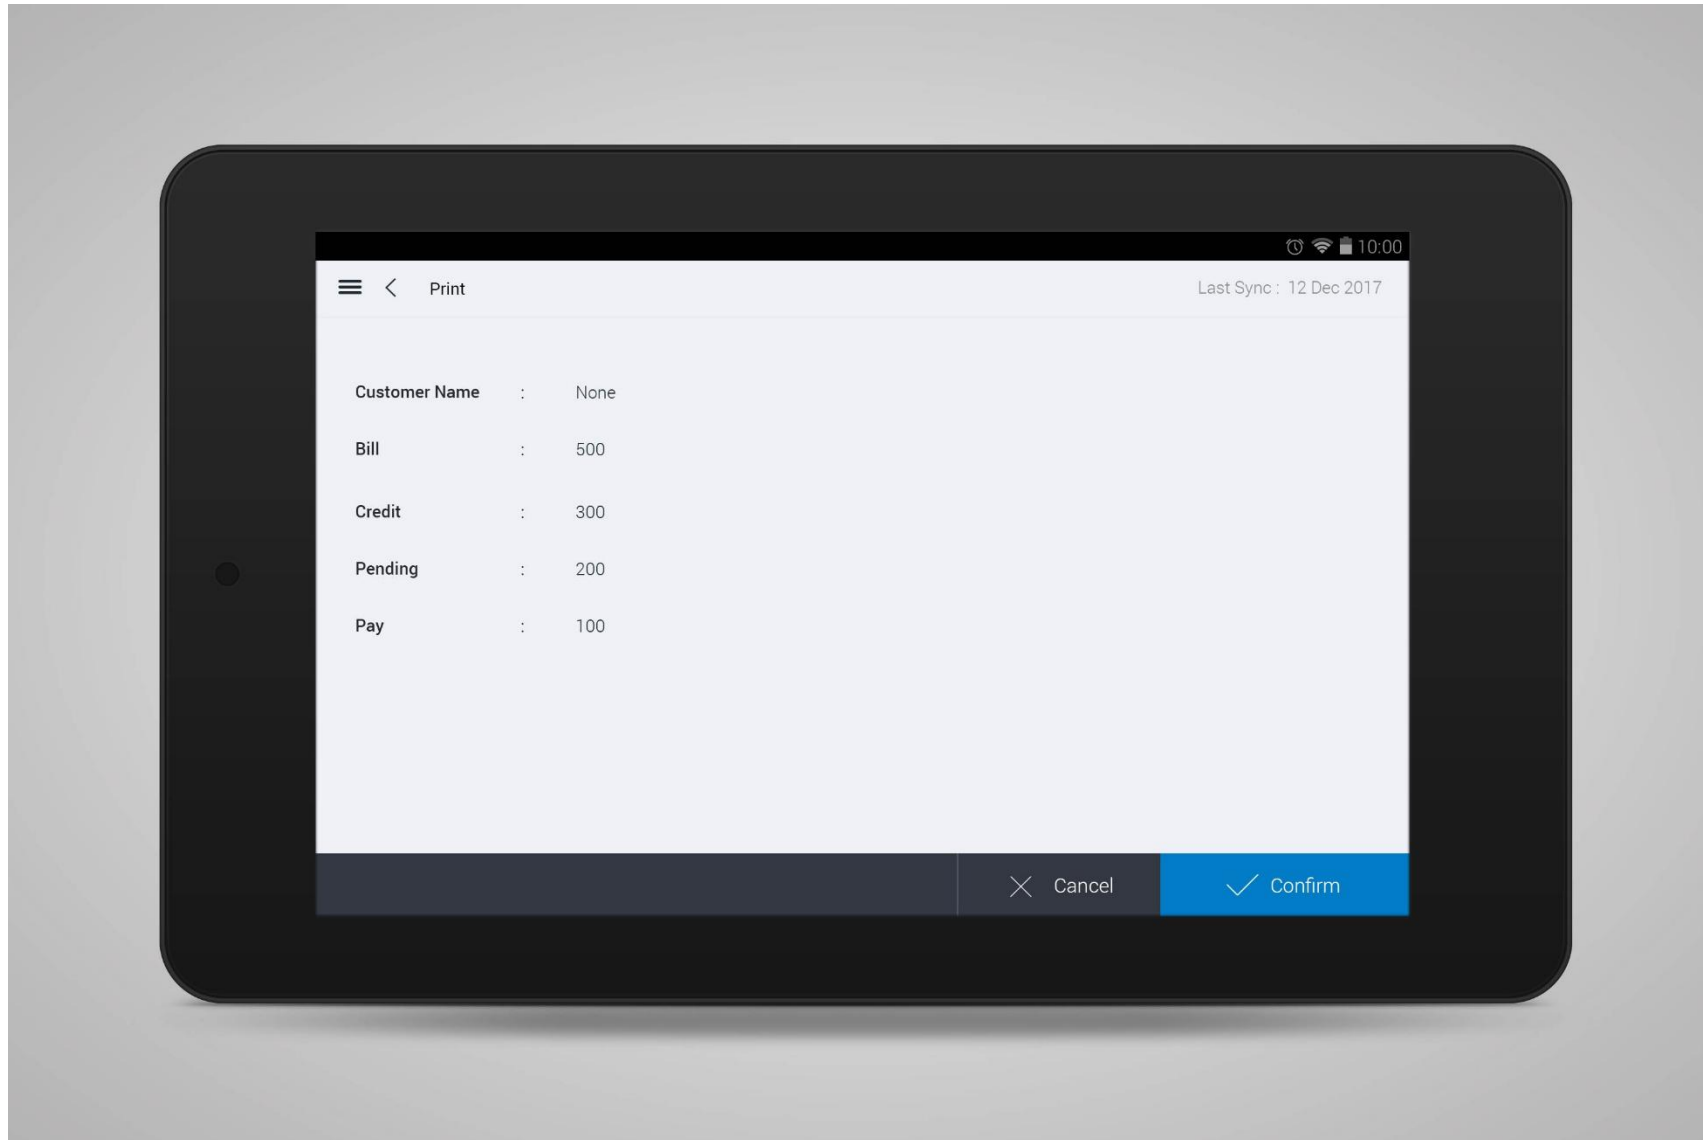 10:00
Print Last Sync : 12 Dec 2017
Customer Name : None
Bill : 500
Credit : 300
Pending : 200
Pay : 100
Cancel Confirm